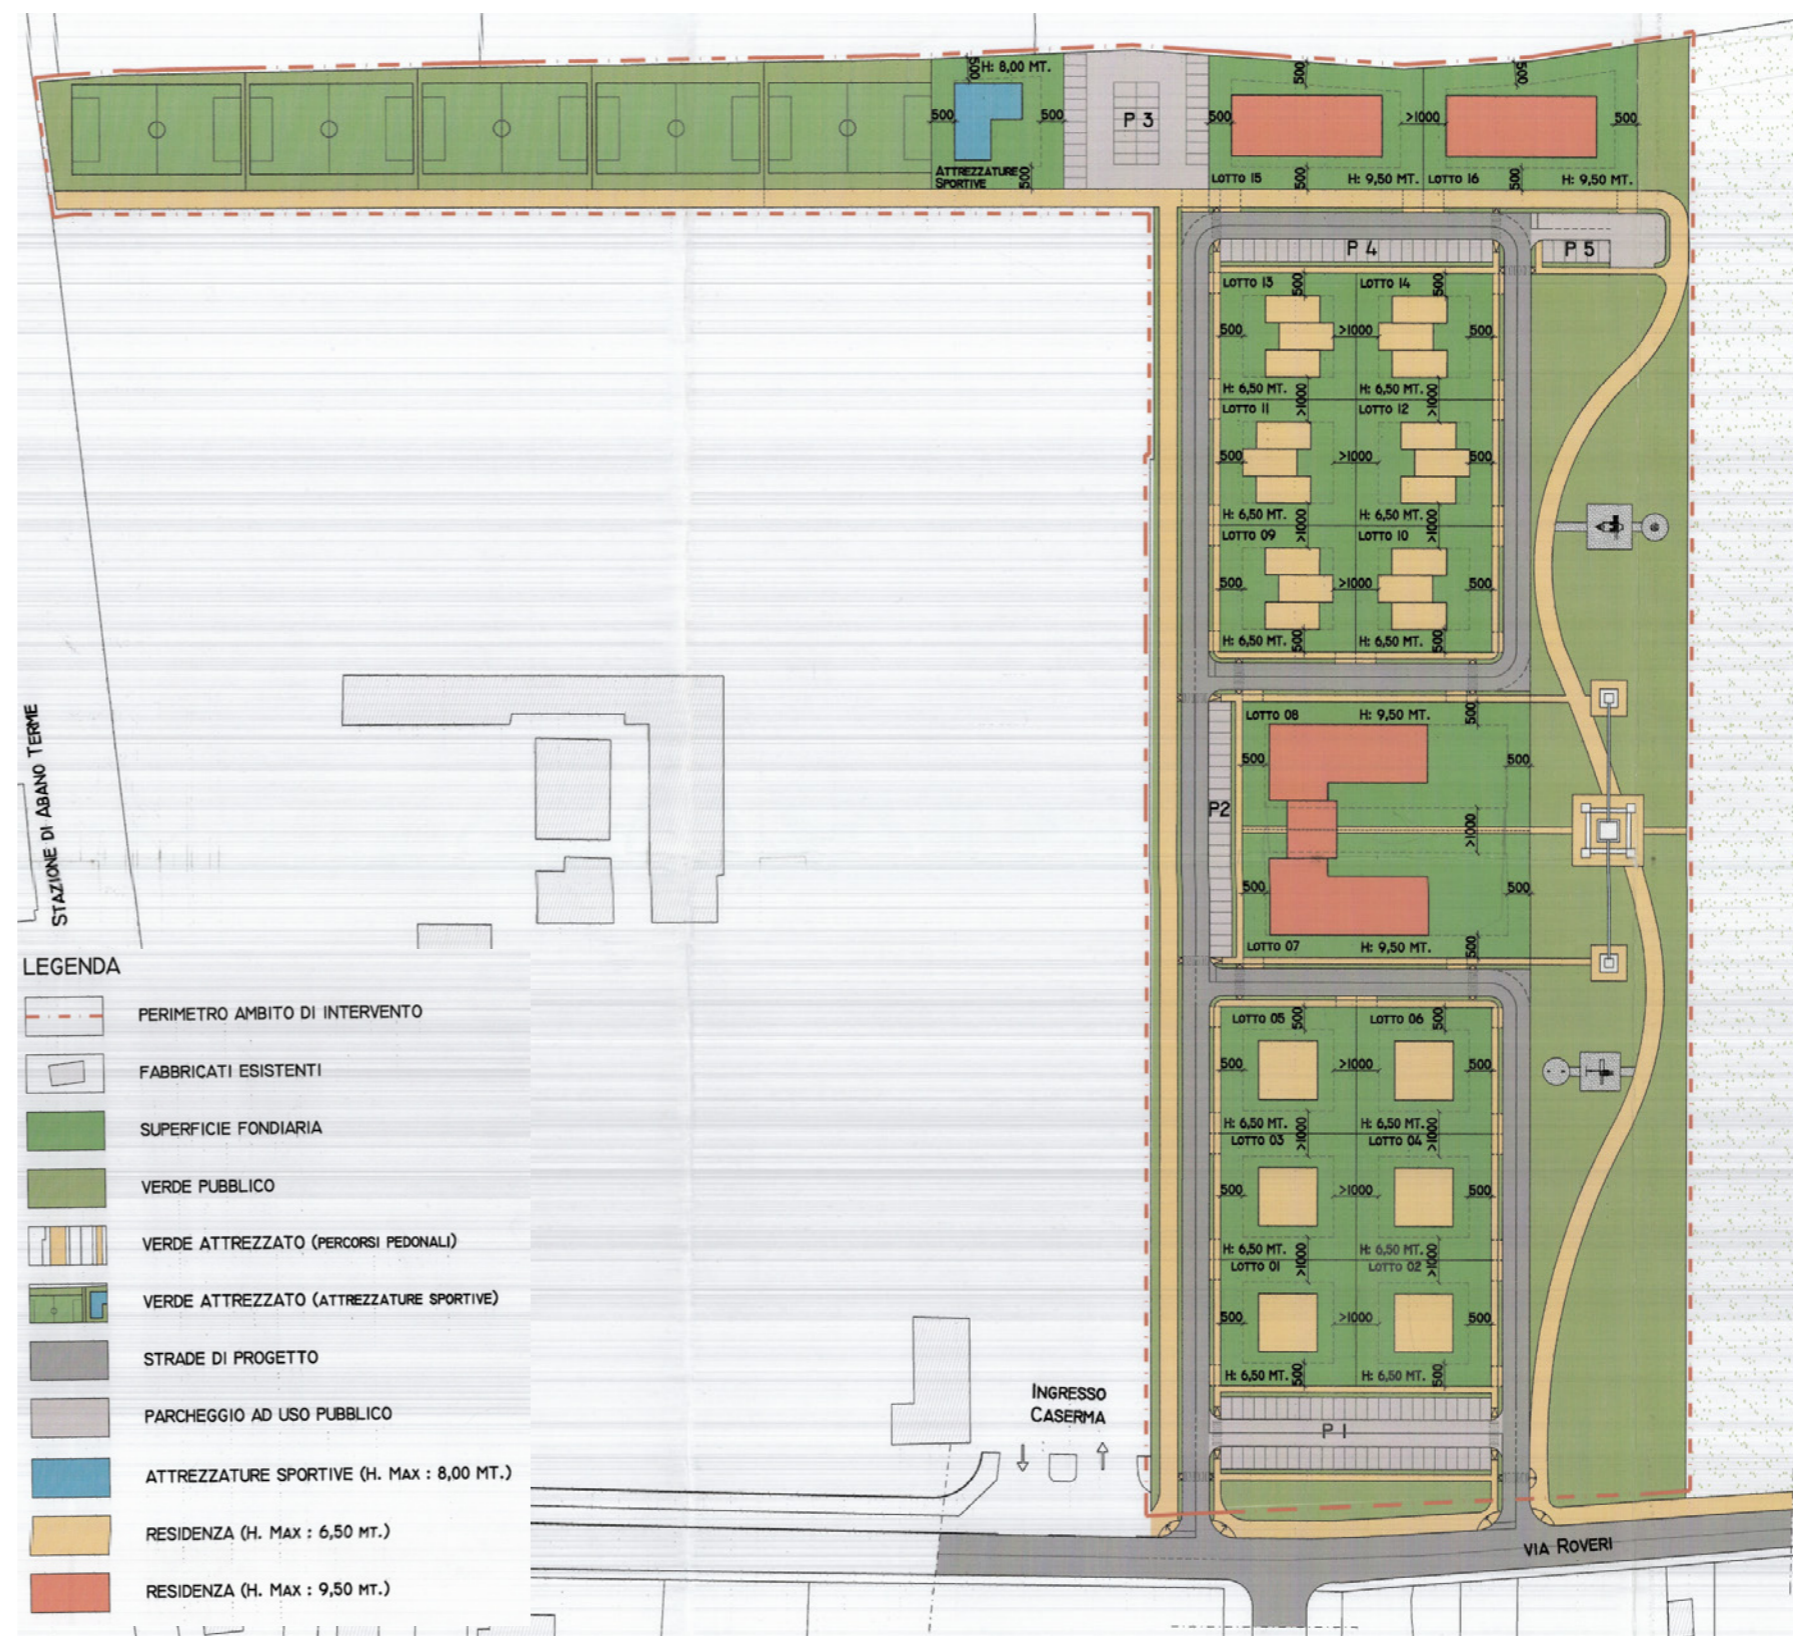 H: 8,00 MT.
500
500
500
500
ATTREZZATURE
SPORTIVE
P 3
500
500
500
>1000
500
500
500
LOTTO 15
H: 9,50 MT.
LOTTO 16
H: 9,50 MT.
P 4
P 5
LOTTO 13
500
LOTTO 14
500
500
>1000
500
H: 6,50 MT.
>1000
H: 6,50 MT.
>1000
LOTTO 11
LOTTO 12
500
>1000
500
H: 6,50 MT.
>1000
H: 6,50 MT.
>1000
LOTTO 09
LOTTO 10
500
>1000
500
H: 6,50 MT.
500
H: 6,50 MT.
500
LOTTO 08
H: 9,50 MT.
500
500
500
P2
>1000
500
500
LOTTO 07
H: 9,50 MT.
500
LOTTO 05
500
LOTTO 06
500
500
>1000
500
H: 6,50 MT.
>1000
H: 6,50 MT.
>1000
LOTTO 03
LOTTO 04
500
>1000
500
H: 6,50 MT.
>1000
H: 6,50 MT.
>1000
LOTTO 01
LOTTO 02
500
>1000
500
H: 6,50 MT.
500
H: 6,50 MT.
500
P 1
INGRESSO
CASERMA
VIA ROVERI
STAZIONE DI ABANO TERME
LEGENDA
PERIMETRO AMBITO DI INTERVENTO
FABBRICATI ESISTENTI
SUPERFICIE FONDIARIA
VERDE PUBBLICO
VERDE ATTREZZATO (PERCORSI PEDONALI)
VERDE ATTREZZATO (ATTREZZATURE SPORTIVE)
STRADE DI PROGETTO
PARCHEGGIO AD USO PUBBLICO
ATTREZZATURE SPORTIVE (H. MAX : 8,00 MT.)
RESIDENZA (H. MAX : 6,50 MT.)
RESIDENZA (H. MAX : 9,50 MT.)